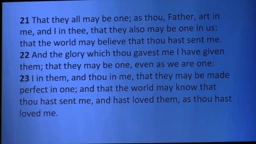 21 That they all may be one; as thou, Father, art in
me, and I in thee, that they also may be one in us:
that the world may believe that thou hast sent me.
22 And the glory which thou gavest me I have given
them; that they may be one, even as we are one:
23 I in them, and thou in me, that they may be made
perfect in one; and that the world may know that
thou hast sent me, and hast loved them, as thou hast
loved me.